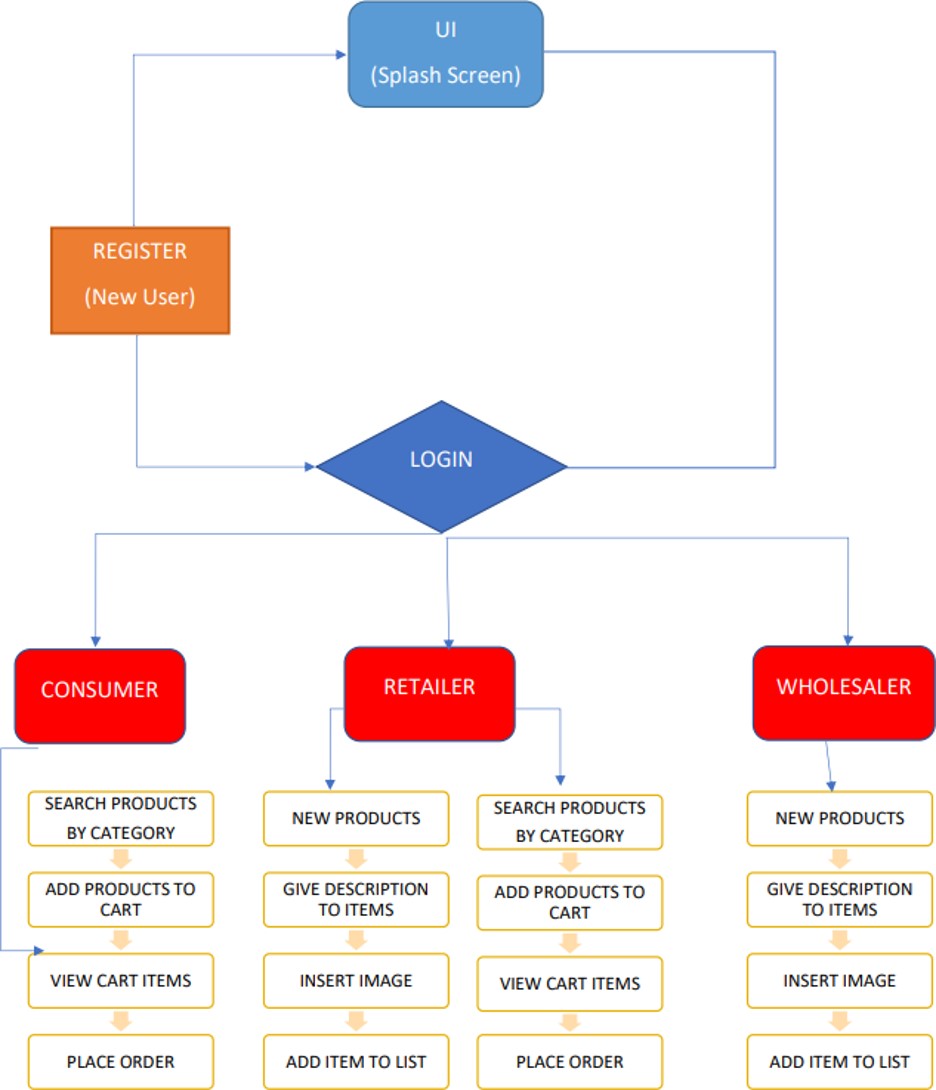 UI
(Splash Screen)
REGISTER
(New User)
LOGIN
CONSUMER
RETAILER
WHOLESALER
SEARCH PRODUCTS
BY CATEGORY
ADD PRODUCTS TO
CART
VIEW CART ITEMS
PLACE ORDER
NEW PRODUCTS
GIVE DESCRIPTION
TO ITEMS
INSERT IMAGE
ADD ITEM TO LIST
SEARCH PRODUCTS
BY CATEGORY
ADD PRODUCTS TO
CART
VIEW CART ITEMS
PLACE ORDER
NEW PRODUCTS
GIVE DESCRIPTION
TO ITEMS
INSERT IMAGE
ADD ITEM TO LIST